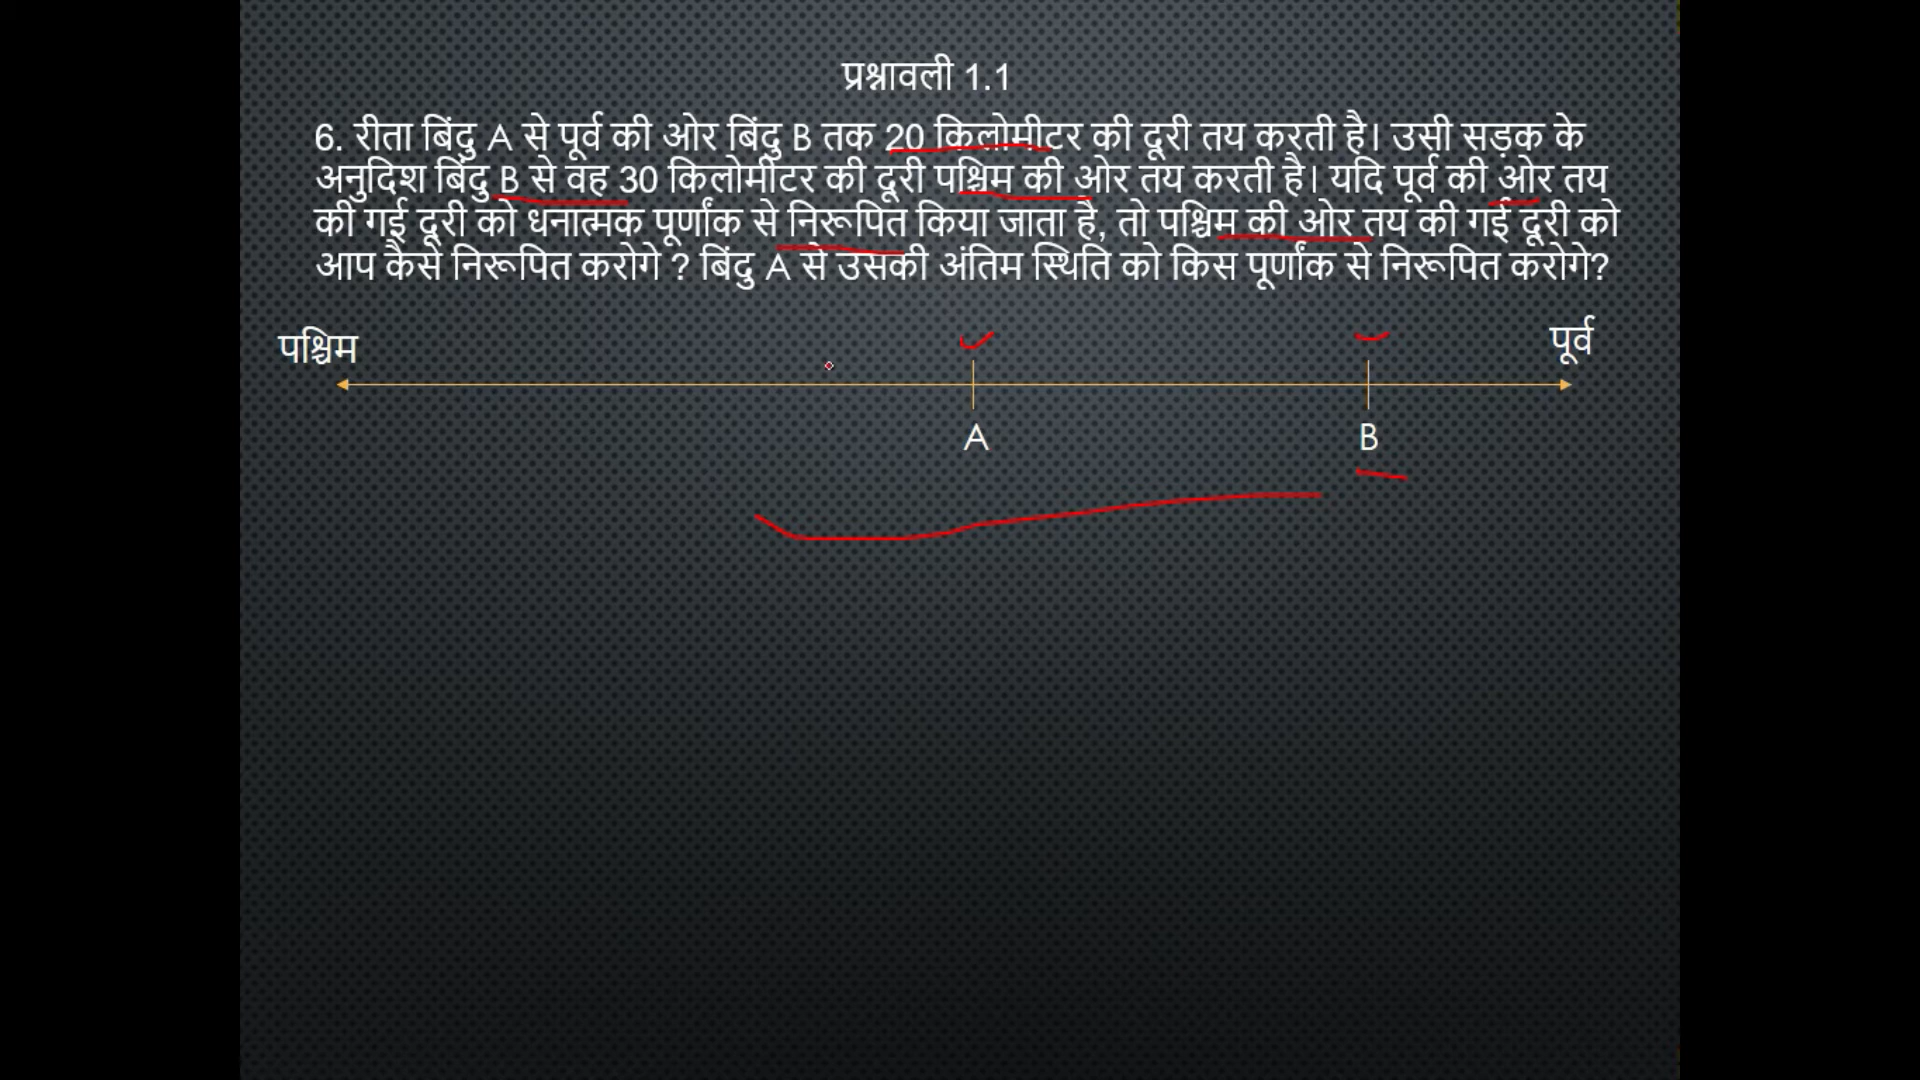 प्रश्नावली 1.1
6. रीता बिंदु A से पूर्व की ओर बिंदु B तक 20 किलोमीटर की दूरी तय करती है। उसी सड़क के
अनुदिश बिंदु B से वह 30 किलोमीटर की दूरी पश्चिम की ओर तय करती है। यदि पूर्व की ओर तय
की गई दूरी को धनात्मक पूर्णांक से निरूपित किया जाता है, तो पश्चिम की ओर तय की गई दूरी को
आप कैसे निरूपित करोगे ? बिंदु A से उसकी अंतिम स्थिति को किस पूर्णांक से निरूपित करोगे?
पश्चिम
पूर्व
A
B